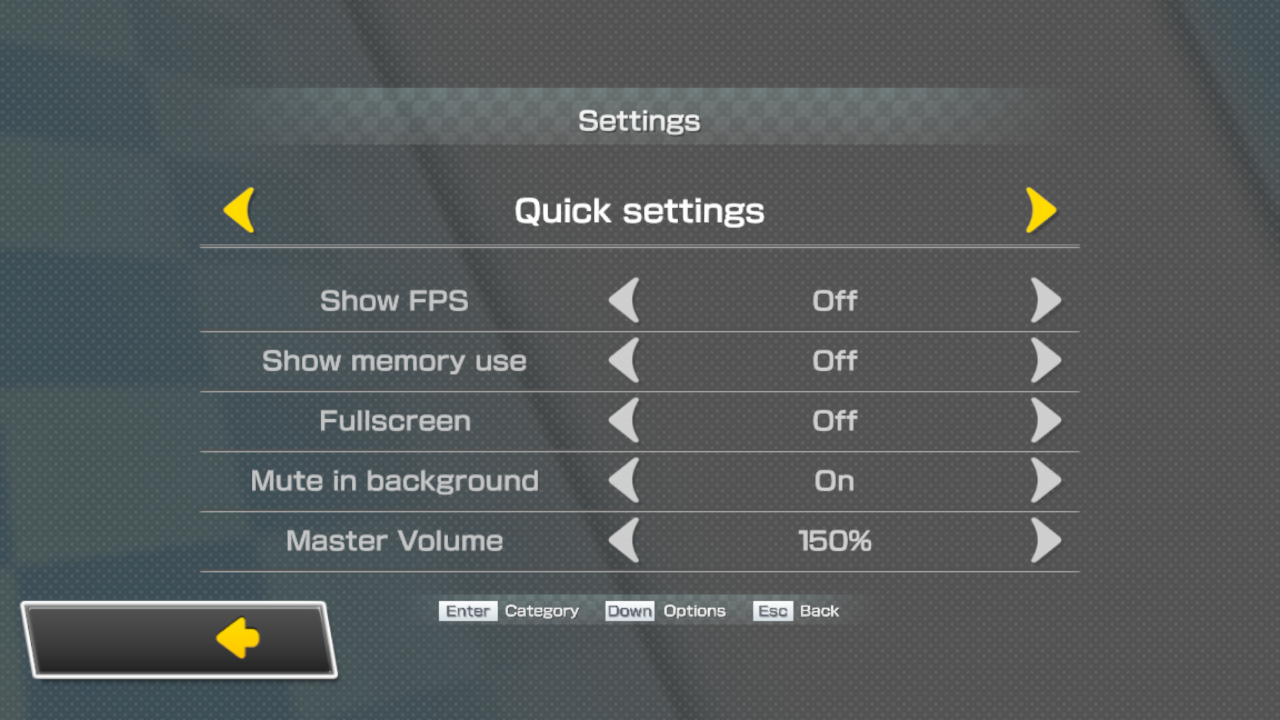 Settings
Quick settings
Show FPS Off
Show memory use Off
Fullscreen Off
Mute in background On
Master Volume 150%
Enter Category Down Options Esc Back